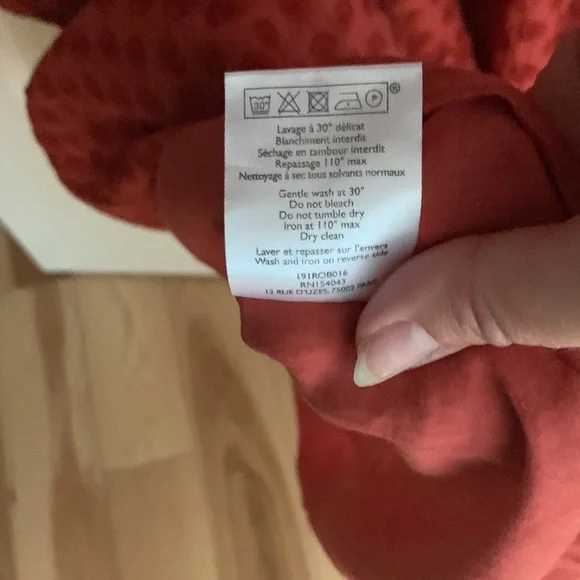 30°
P
®
Lavage à 30° délicat
Blanchiment interdit
Séchage en tambour interdit
Repassage 110° max
Nettoyage à sec tous solvants normaux
Gentle wash at 30°
Do not bleach
Do not tumble dry
Iron at 110° max
Dry clean
Laver et repasser sur l'envers
Wash and iron on reverse side
191ROB016
RN154043
12, RUE D'UZES, 75002 PARIS